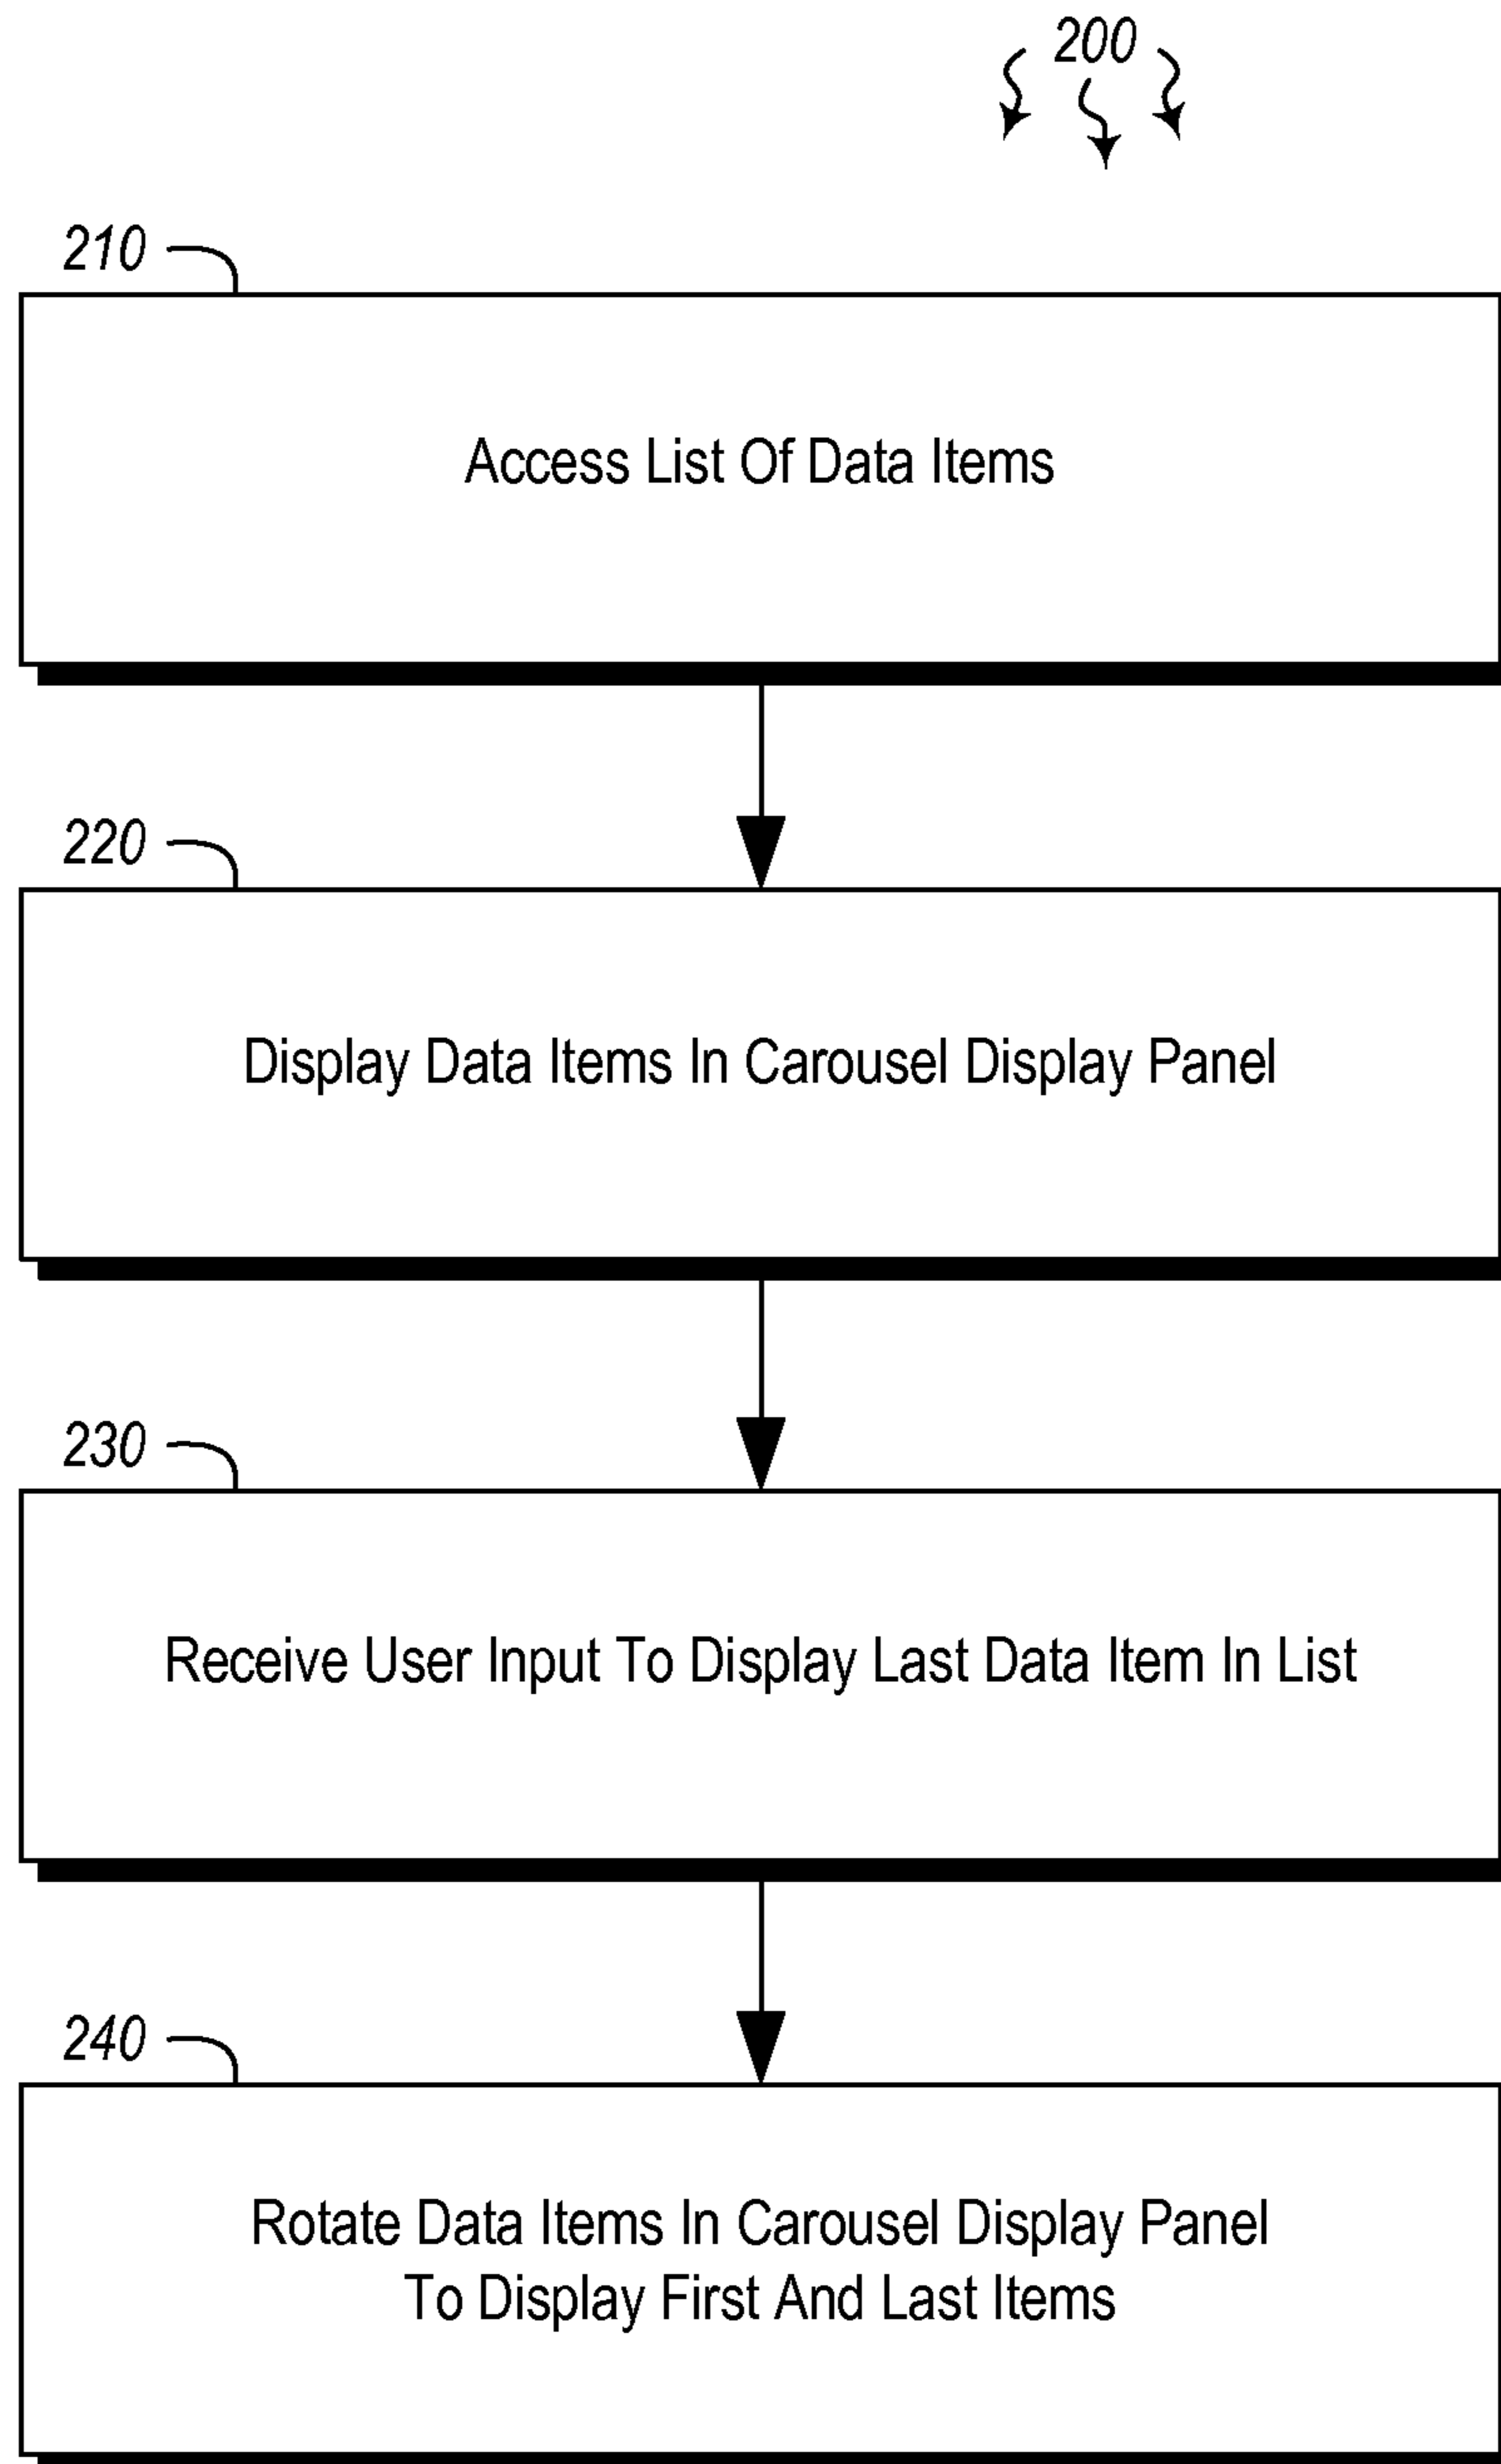 200
210
Access List Of Data Items
220
Display Data Items In Carousel Display Panel
230
Receive User Input To Display Last Data Item In List
240
Rotate Data Items In Carousel Display Panel
To Display First And Last Items